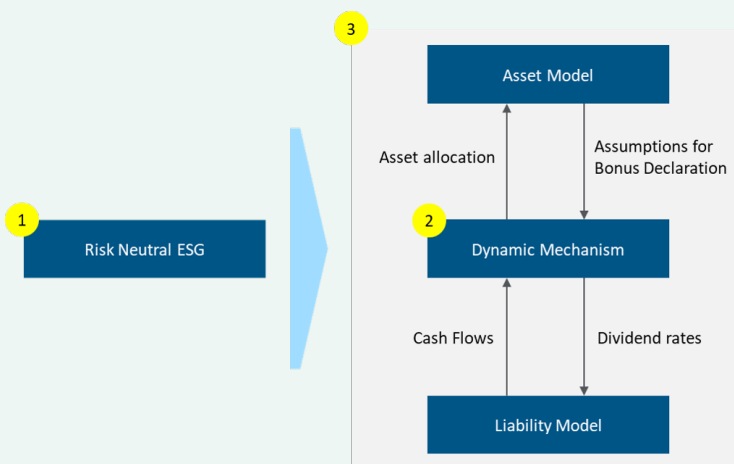 3
Asset Model
Asset allocation
Assumptions for
Bonus Declaration
1
Risk Neutral ESG
2
Dynamic Mechanism
Cash Flows
Dividend rates
Liability Model